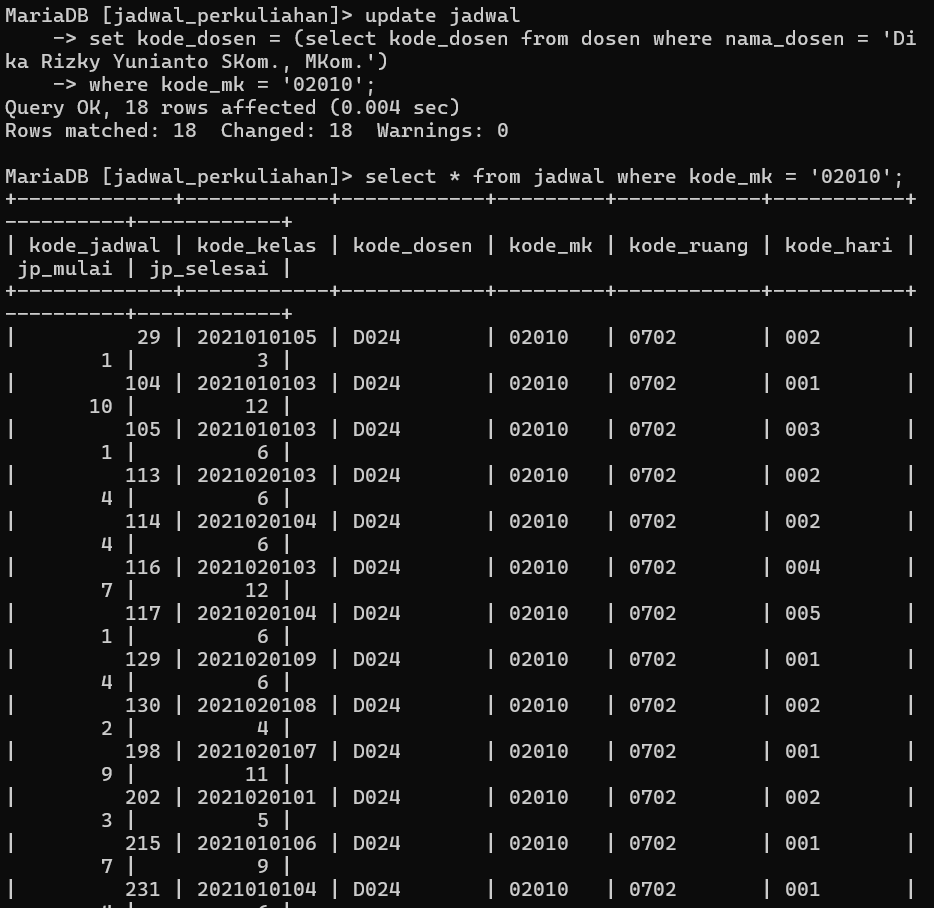 MariaDB [jadwal_perkuliahan]> update jadwal
    -> set kode_dosen = (select kode_dosen from dosen where nama_dosen = 'Di
ka Rizky Yunianto SKom., MKom.')
    -> where kode_mk = '02010';
Query OK, 18 rows affected (0.004 sec)
Rows matched: 18  Changed: 18  Warnings: 0

MariaDB [jadwal_perkuliahan]> select * from jadwal where kode_mk = '02010';
+-------------+------------+------------+---------+------------+-----------+
----------+------------+
| kode_jadwal | kode_kelas | kode_dosen | kode_mk | kode_ruang | kode_hari |
 jp_mulai | jp_selesai |
+-------------+------------+------------+---------+------------+-----------+
----------+------------+
|          29 | 2021010105 | D024       | 02010   | 0702       | 002       |
        1 |          3 |
|         104 | 2021010103 | D024       | 02010   | 0702       | 001       |
       10 |         12 |
|         105 | 2021010103 | D024       | 02010   | 0702       | 003       |
        1 |          6 |
|         113 | 2021020103 | D024       | 02010   | 0702       | 002       |
        4 |          6 |
|         114 | 2021020104 | D024       | 02010   | 0702       | 002       |
        4 |          6 |
|         116 | 2021020103 | D024       | 02010   | 0702       | 004       |
        7 |         12 |
|         117 | 2021020104 | D024       | 02010   | 0702       | 005       |
        1 |          6 |
|         129 | 2021020109 | D024       | 02010   | 0702       | 001       |
        4 |          6 |
|         130 | 2021020108 | D024       | 02010   | 0702       | 002       |
        2 |          4 |
|         198 | 2021020107 | D024       | 02010   | 0702       | 001       |
        9 |         11 |
|         202 | 2021020101 | D024       | 02010   | 0702       | 002       |
        3 |          5 |
|         215 | 2021010106 | D024       | 02010   | 0702       | 001       |
        7 |          9 |
|         231 | 2021010104 | D024       | 02010   | 0702       | 001       |